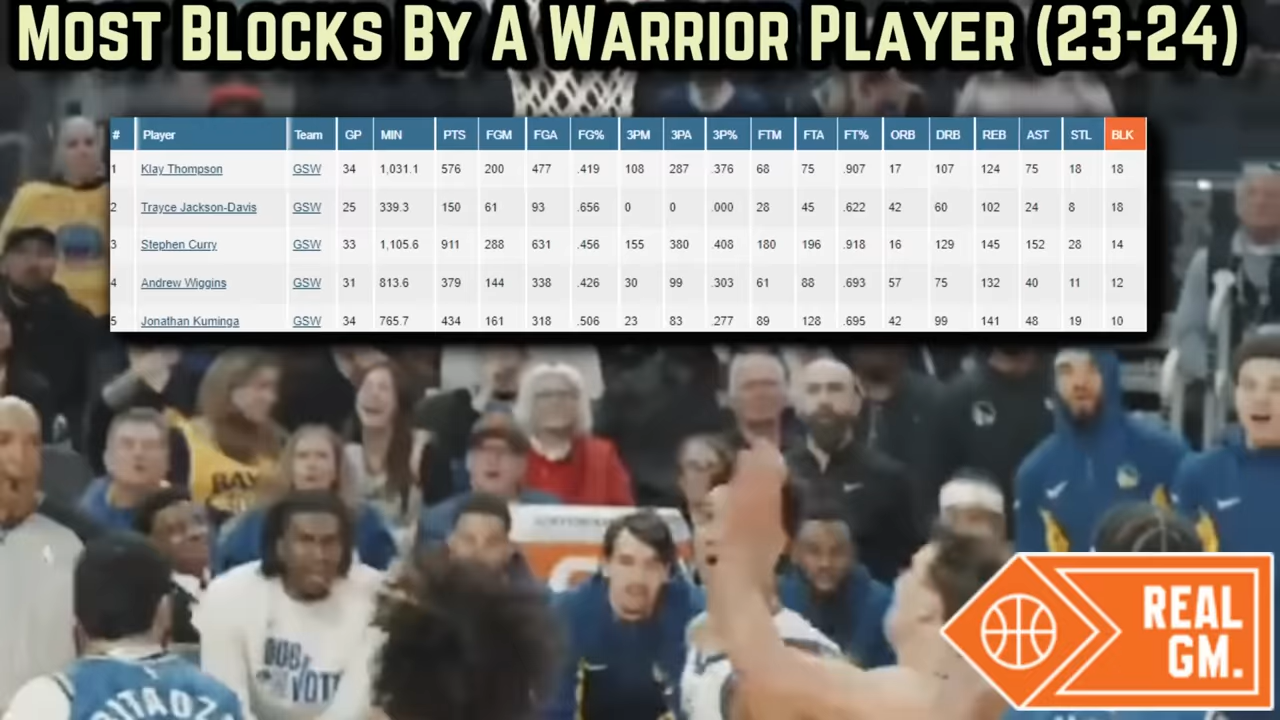 MOST BLOCKS BY A WARRIOR PLAYER (23-24)
# Player Team GP MIN PTS FGM FGA FG% 3PM 3PA 3P% FTM FTA FT% ORB DRB REB AST STL BLK
1 Klay Thompson GSW 34 1,031.1 576 200 477 .419 108 287 .376 68 75 .907 17 107 124 75 18 18
2 Trayce Jackson-Davis GSW 25 339.3 150 61 93 .656 0 0 .000 28 45 .622 42 60 102 24 8 18
3 Stephen Curry GSW 33 1,105.6 911 288 631 .456 155 380 .408 180 196 .918 16 129 145 152 28 14
4 Andrew Wiggins GSW 31 813.6 379 144 338 .426 30 99 .303 61 88 .693 57 75 132 40 11 12
5 Jonathan Kuminga GSW 34 765.7 434 161 318 .506 23 83 .277 89 128 .695 42 99 141 48 19 10
BAY
DUB
THE VOTE
REAL
GM.